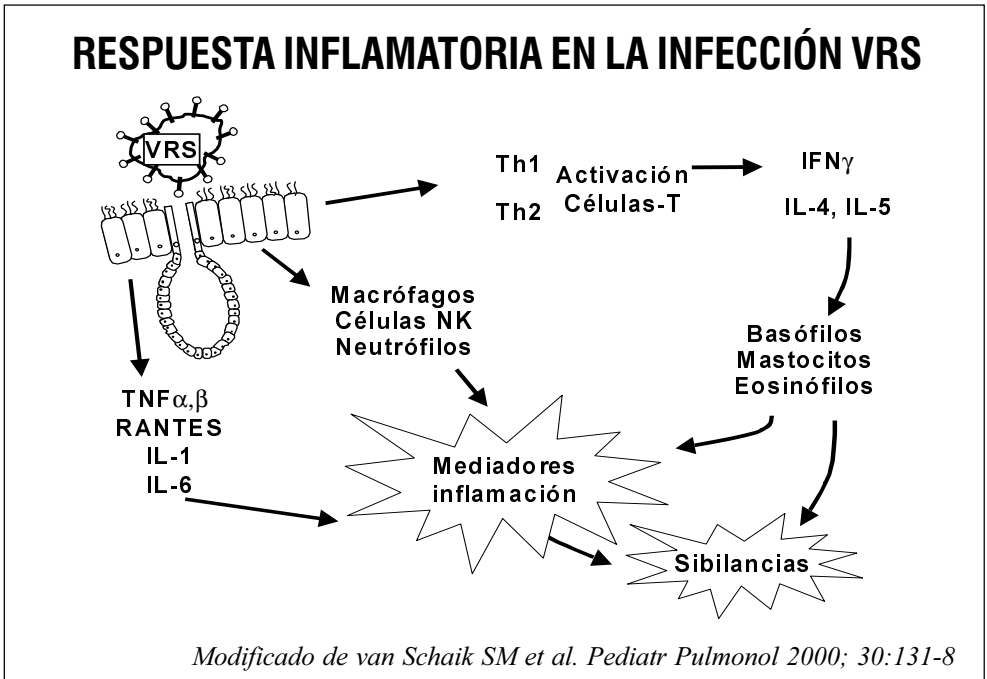 RESPUESTA INFLAMATORIA EN LA INFECCIÓN VRS
VRS
Th1
Th2
Activación
Células-T
IFNγ
IL-4, IL-5
Macrófagos
Células NK
Neutrófilos
Basófilos
Mastocitos
Eosinófilos
TNFα,β
RANTES
IL-1
IL-6
Mediadores
inflamación
Sibilancias
Modificado de van Schaik SM et al. Pediatr Pulmonol 2000; 30:131-8